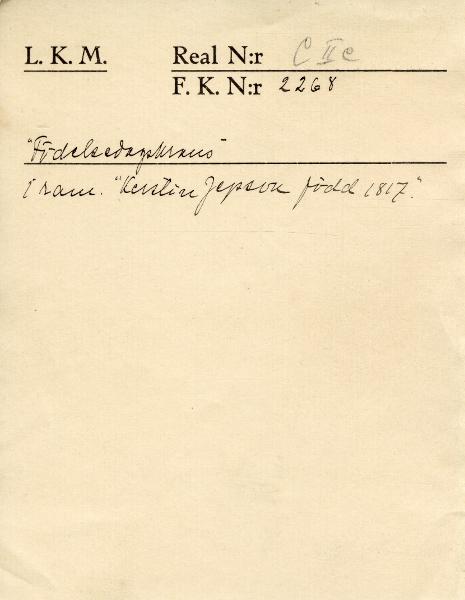 L. K. M. Real N:r C II c
F. K. N:r 2268
"Födelsedagskrans"
I ram. "Kerstin Jepson född 1817."